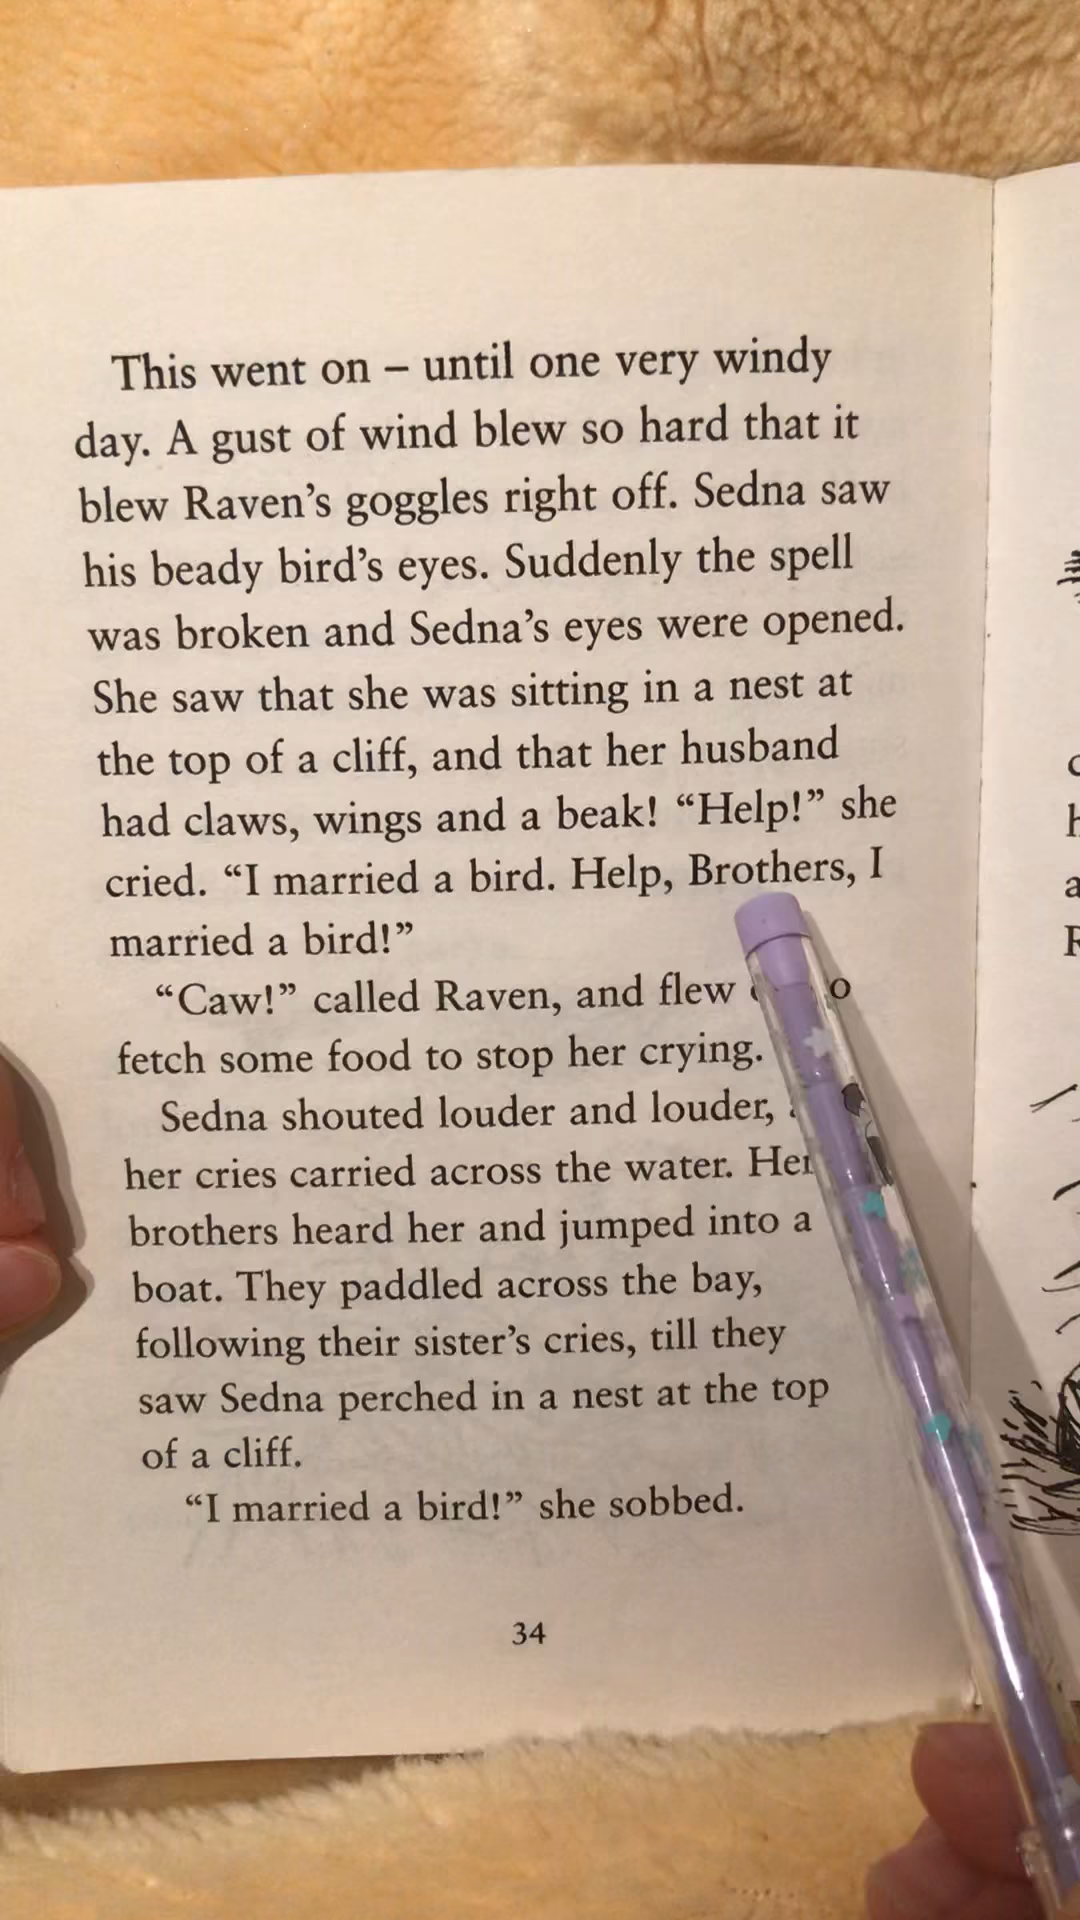 This went on – until one very windy
day. A gust of wind blew so hard that it
blew Raven’s goggles right off. Sedna saw
his beady bird’s eyes. Suddenly the spell
was broken and Sedna’s eyes were opened.
She saw that she was sitting in a nest at
the top of a cliff, and that her husband
had claws, wings and a beak! “Help!” she
cried. “I married a bird. Help, Brothers, I
married a bird!”
“Caw!” called Raven, and flew
fetch some food to stop her crying.
Sedna shouted louder and louder,
her cries carried across the water. Her
brothers heard her and jumped into a
boat. They paddled across the bay,
following their sister’s cries, till they
saw Sedna perched in a nest at the top
of a cliff.
“I married a bird!” she sobbed.
34